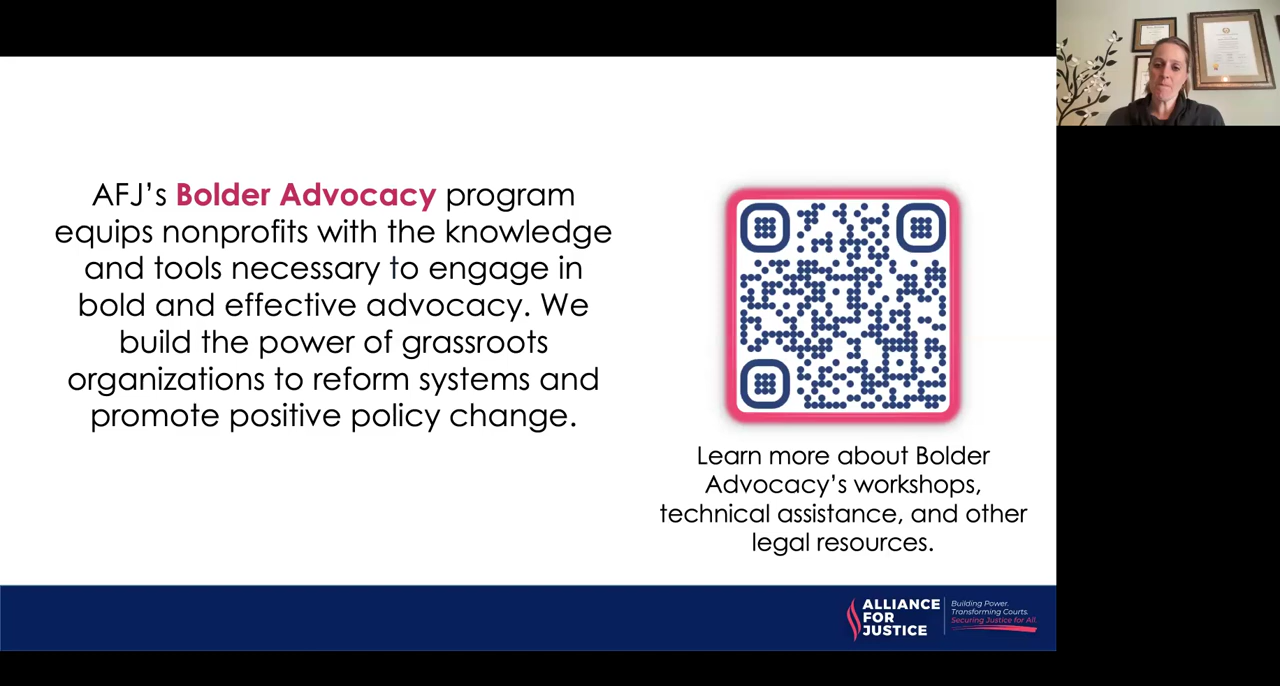 AFJ’s Bolder Advocacy program
equips nonprofits with the knowledge
and tools necessary to engage in
bold and effective advocacy. We
build the power of grassroots
organizations to reform systems and
promote positive policy change.
Learn more about Bolder
Advocacy’s workshops,
technical assistance, and other
legal resources.
ALLIANCE
FOR
JUSTICE
Building Power.
Transforming Courts.
Securing Justice for All.